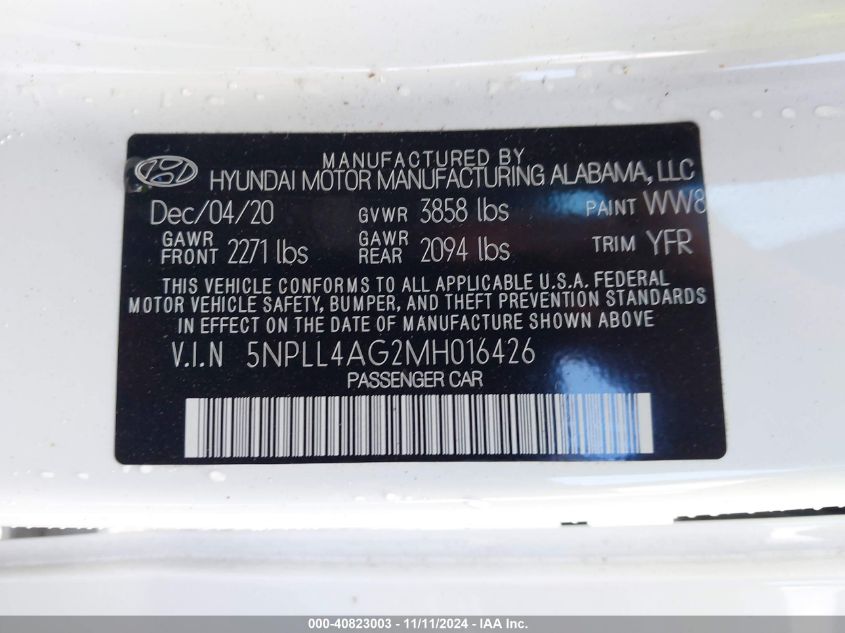 MANUFACTURED BY
HYUNDAI MOTOR MANUFACTURING ALABAMA, LLC
Dec/04/20 GVWR 3858 lbs PAINT WW8
GAWR FRONT 2271 lbs GAWR REAR 2094 lbs TRIM YFR
THIS VEHICLE CONFORMS TO ALL APPLICABLE U.S.A. FEDERAL
MOTOR VEHICLE SAFETY, BUMPER, AND THEFT PREVENTION STANDARDS
IN EFFECT ON THE DATE OF MANUFACTURE SHOWN ABOVE
V.I.N 5NPLL4AG2MH016426
PASSENGER CAR
000-40823003 - 11/11/2024 - IAA Inc.